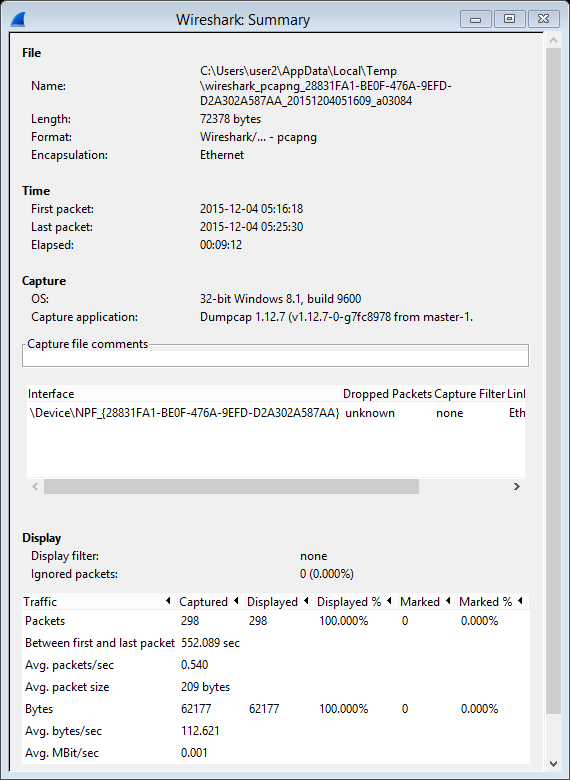 Wireshark: Summary
File
Name: C:\Users\user2\AppData\Local\Temp
\wireshark_pcapng_28831FA1-BE0F-476A-9EFD-
D2A302A587AA_20151204051609_a03084
Length: 72378 bytes
Format: Wireshark/... - pcapng
Encapsulation: Ethernet
Time
First packet: 2015-12-04 05:16:18
Last packet: 2015-12-04 05:25:30
Elapsed: 00:09:12
Capture
OS: 32-bit Windows 8.1, build 9600
Capture application: Dumpcap 1.12.7 (v1.12.7-0-g7fc8978 from master-1.
Capture file comments
Interface Dropped Packets Capture Filter Link
\Device\NPF_{28831FA1-BE0F-476A-9EFD-D2A302A587AA} unknown none Eth
Display
Display filter: none
Ignored packets: 0 (0.000%)
Traffic Captured Displayed Displayed % Marked Marked %
Packets 298 298 100.000% 0 0.000%
Between first and last packet 552.089 sec
Avg. packets/sec 0.540
Avg. packet size 209 bytes
Bytes 62177 62177 100.000% 0 0.000%
Avg. bytes/sec 112.621
Avg. MBit/sec 0.001